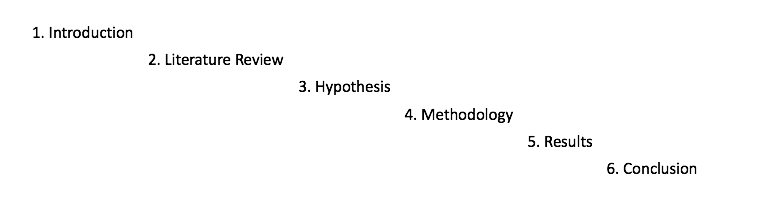 1. Introduction
2. Literature Review
3. Hypothesis
4. Methodology
5. Results
6. Conclusion